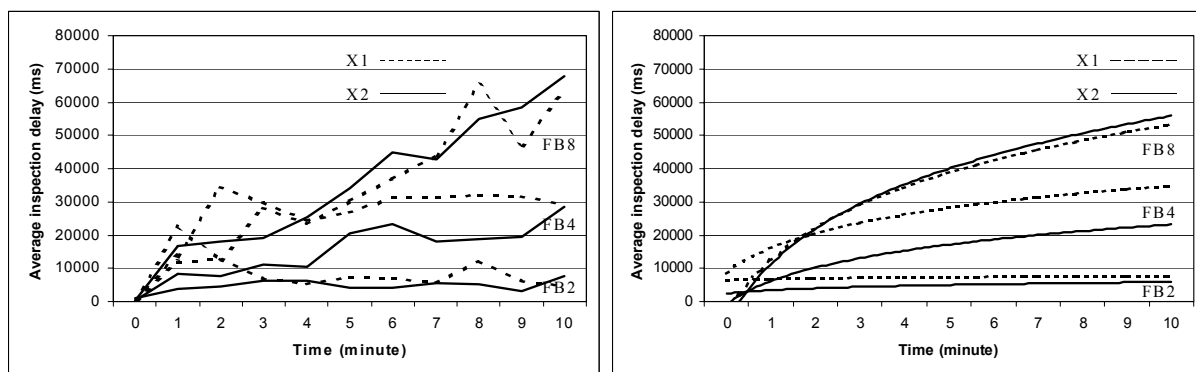 80000
70000
60000
50000
40000
30000
20000
10000
0
Average inspection delay (ms)
X1
X2
FB8
FB4
FB2
0 1 2 3 4 5 6 7 8 9 10
Time (minute)
80000
70000
60000
50000
40000
30000
20000
10000
0
Average inspection delay (ms)
X1
X2
FB8
FB4
FB2
0 1 2 3 4 5 6 7 8 9 10
Time (minute)